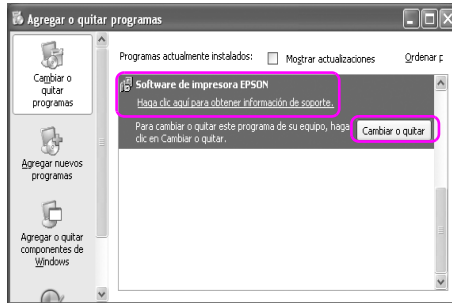 Agregar o quitar programas
Cambiar o
quitar
programas
Agregar nuevos
programas
Agregar o quitar
componentes de
Windows
Programas actualmente instalados:
Mostrar actualizaciones
Ordenar p
Software de impresora EPSON
Haga clic aquí para obtener información de soporte.
Para cambiar o quitar este programa de su equipo, haga
clic en Cambiar o quitar.
Cambiar o quitar